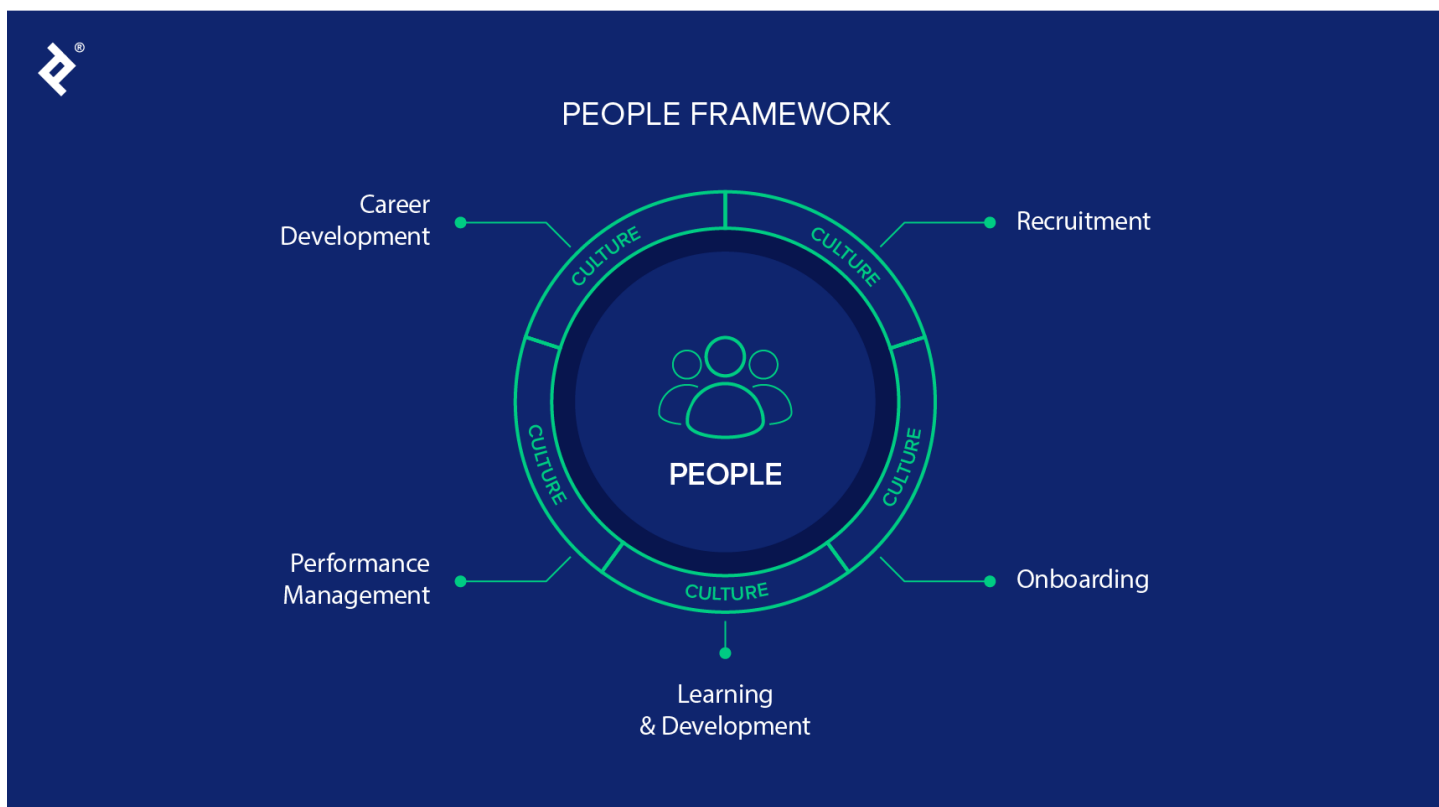 ®
PEOPLE FRAMEWORK
Career
Development
Recruitment
CULTURE
CULTURE
PEOPLE
CULTURE
CULTURE
Performance
Management
Onboarding
CULTURE
Learning
& Development